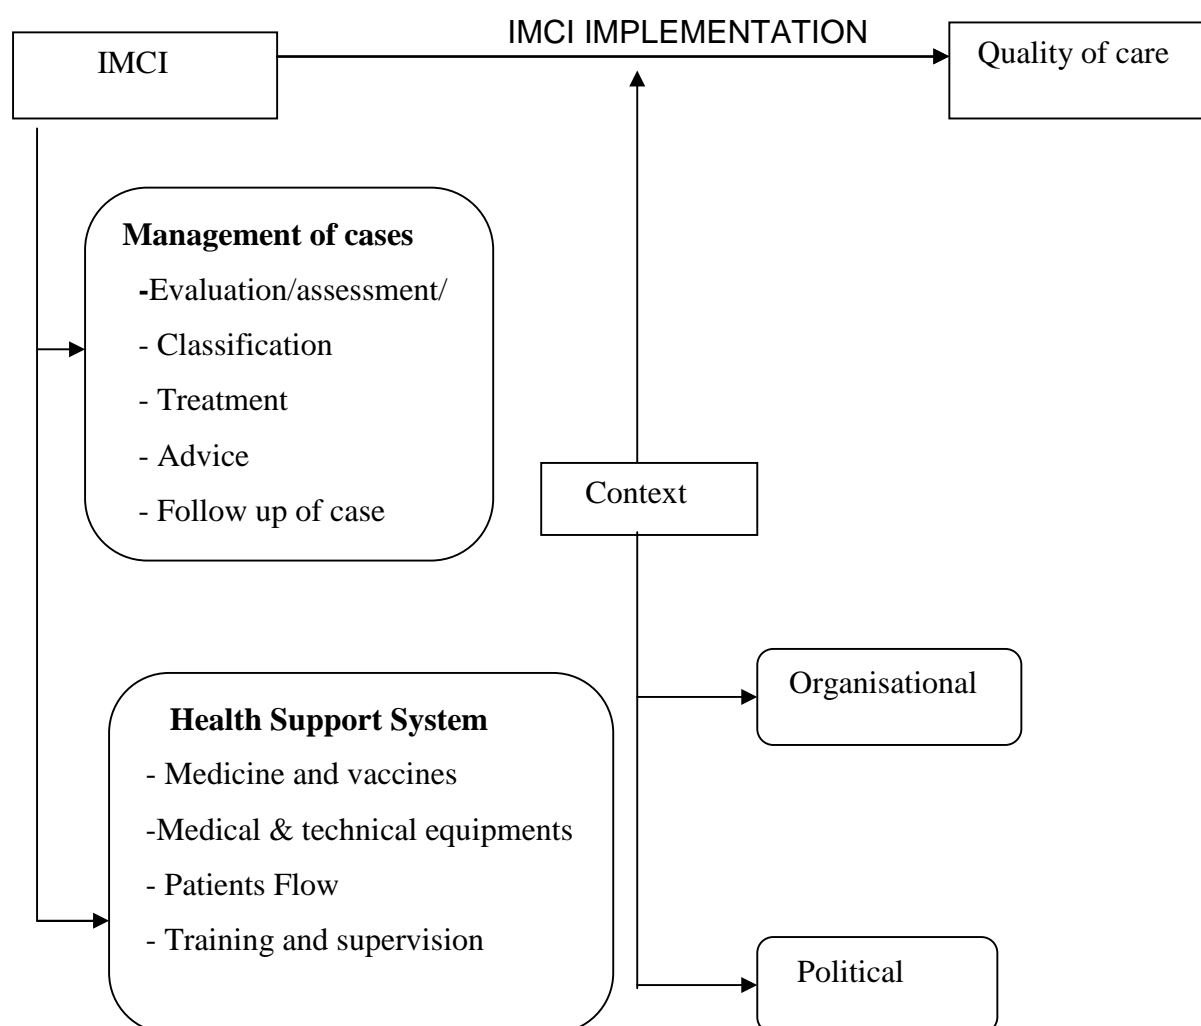 IMCI IMPLEMENTATION
IMCI
Quality of care
Management of cases
-Evaluation/assessment/
- Classification
- Treatment
- Advice
- Follow up of case
Context
Health Support System
- Medicine and vaccines
-Medical & technical equipments
- Patients Flow
- Training and supervision
Organisational
Political